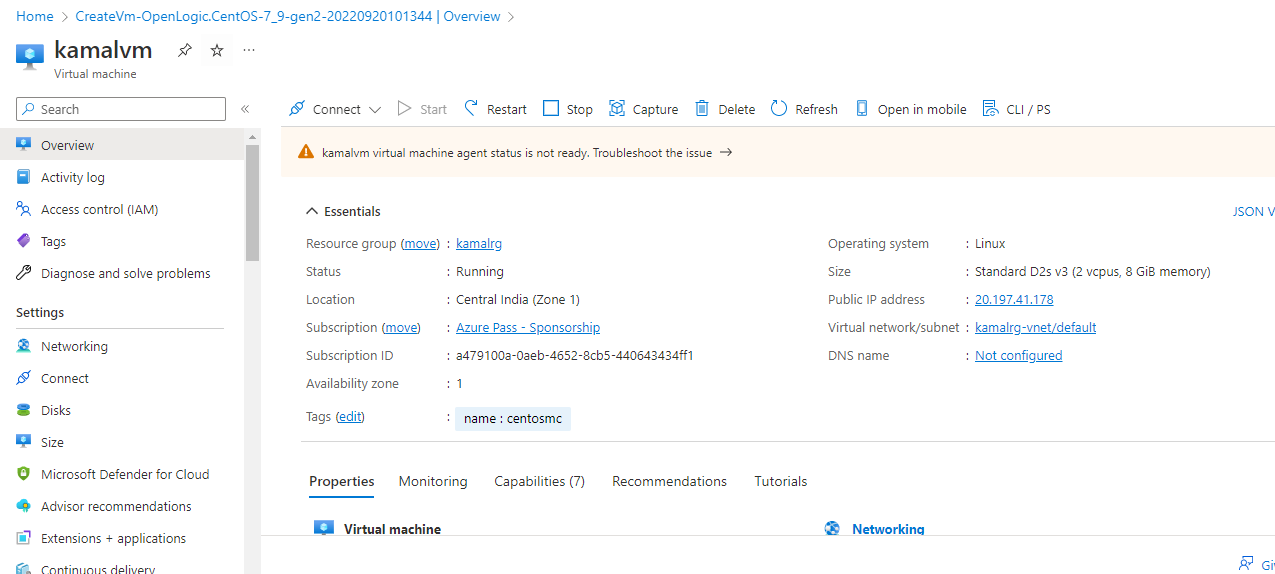 Home > CreateVm-OpenLogic.CentOS-7_9-gen2-20220920101344 | Overview >
kamalvm
Virtual machine
Search
«
Connect
Start
Restart
Stop
Capture
Delete
Refresh
Open in mobile
CLI / PS
Overview
Activity log
Access control (IAM)
Tags
Diagnose and solve problems
Settings
Networking
Connect
Disks
Size
Microsoft Defender for Cloud
Advisor recommendations
Extensions + applications
Continuous delivery
kamalvm virtual machine agent status is not ready. Troubleshoot the issue →
Essentials
JSON V
Resource group (move) : kamalrg
Status : Running
Location : Central India (Zone 1)
Subscription (move) : Azure Pass - Sponsorship
Subscription ID : a479100a-0aeb-4652-8cb5-440643434ff1
Availability zone : 1
Tags (edit) : name : centosmc
Operating system : Linux
Size : Standard D2s v3 (2 vcpus, 8 GiB memory)
Public IP address : 20.197.41.178
Virtual network/subnet : kamalrg-vnet/default
DNS name : Not configured
Properties
Monitoring
Capabilities (7)
Recommendations
Tutorials
Virtual machine
Networking
Gi